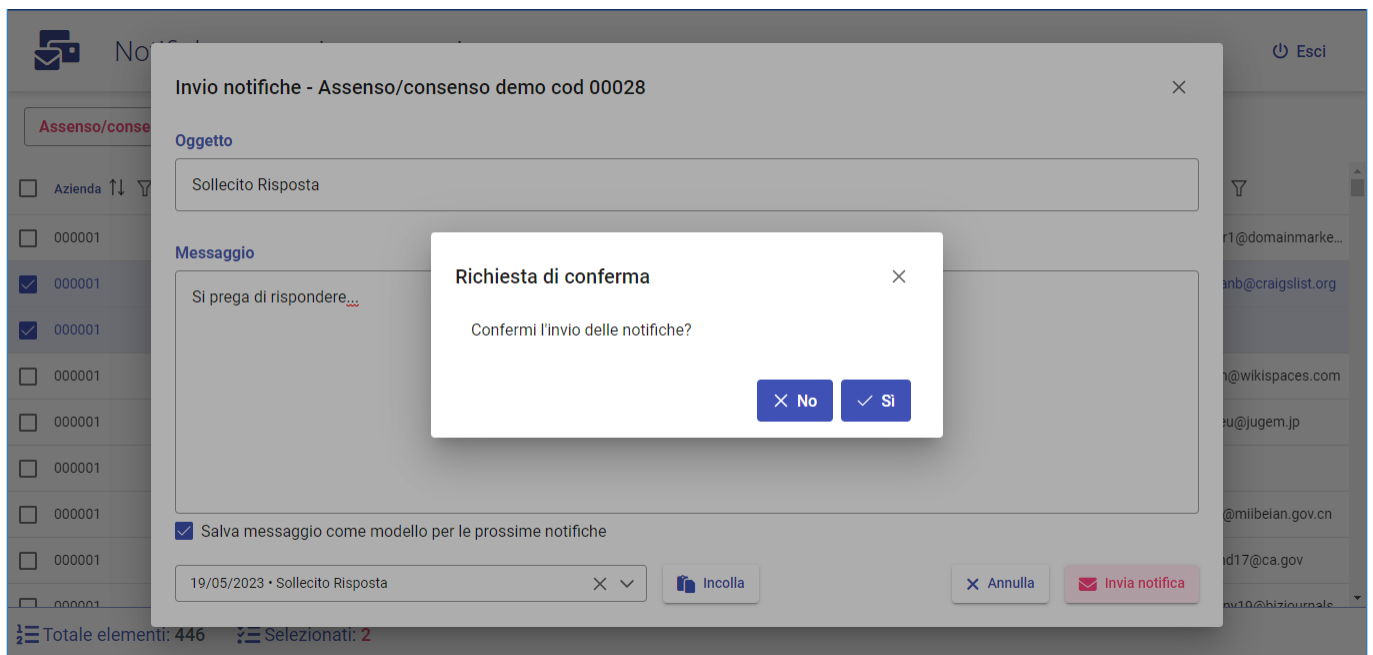 Esci
Invio notifiche - Assenso/consenso demo cod 00028
Assenso/conse
Oggetto
Sollecito Risposta
Azienda
000001
r1@domainmarke...
Messaggio
Richiesta di conferma
000001
anb@craigslist.org
Si prega di rispondere...
Confermi l'invio delle notifiche?
000001
000001
@wikispaces.com
No
Sì
000001
eu@jugem.jp
000001
000001
@miibeian.gov.cn
Salva messaggio come modello per le prossime notifiche
000001
nd17@ca.gov
19/05/2023 • Sollecito Risposta
Incolla
Annulla
Invia notifica
000001
Totale elementi: 446
Selezionati: 2